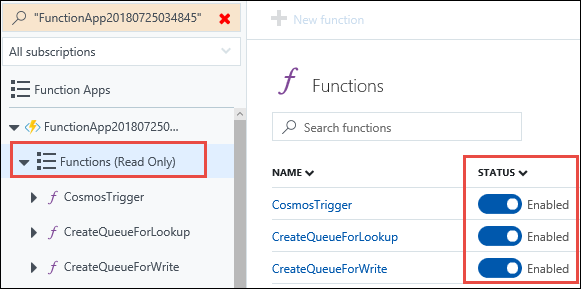 "FunctionApp20180725034845"
All subscriptions
Function Apps
FunctionApp201807250...
Functions (Read Only)
CosmosTrigger
CreateQueueForLookup
CreateQueueForWrite
New function
Functions
Search functions
NAME STATUS
CosmosTrigger Enabled
CreateQueueForLookup Enabled
CreateQueueForWrite Enabled